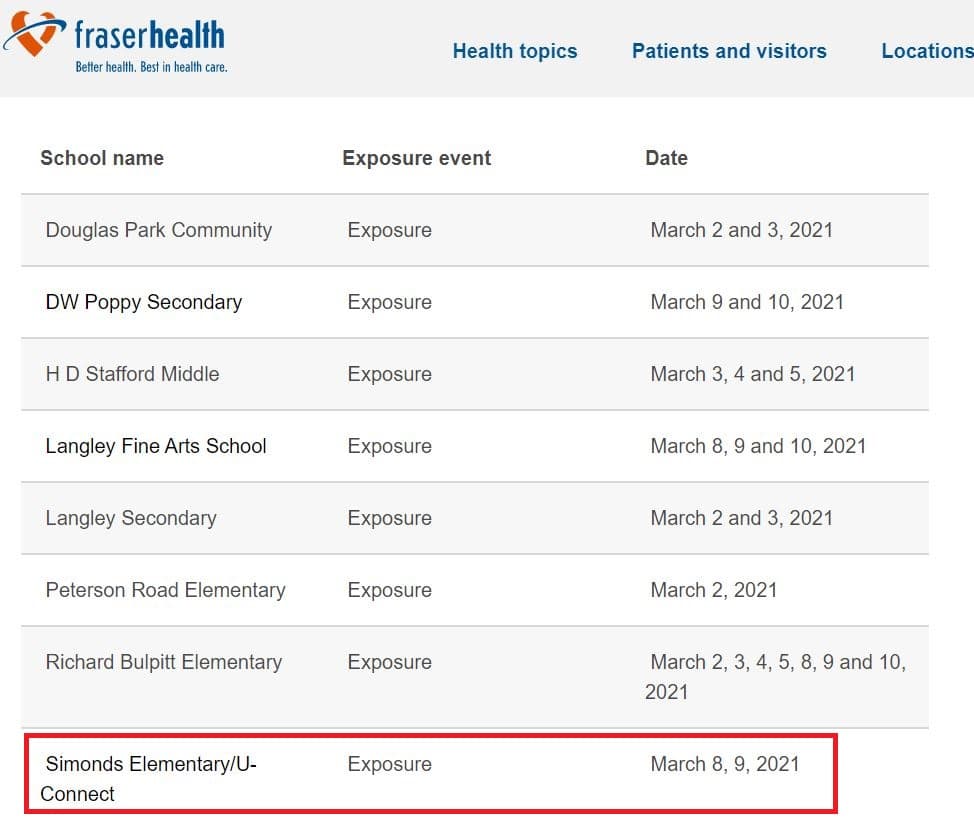 fraserhealth
Better health. Best in health care.
Health topics Patients and visitors Locations
School name Exposure event Date
Douglas Park Community Exposure March 2 and 3, 2021
DW Poppy Secondary Exposure March 9 and 10, 2021
H D Stafford Middle Exposure March 3, 4 and 5, 2021
Langley Fine Arts School Exposure March 8, 9 and 10, 2021
Langley Secondary Exposure March 2 and 3, 2021
Peterson Road Elementary Exposure March 2, 2021
Richard Bulpitt Elementary Exposure March 2, 3, 4, 5, 8, 9 and 10,
2021
Simonds Elementary/U- Exposure March 8, 9, 2021
Connect